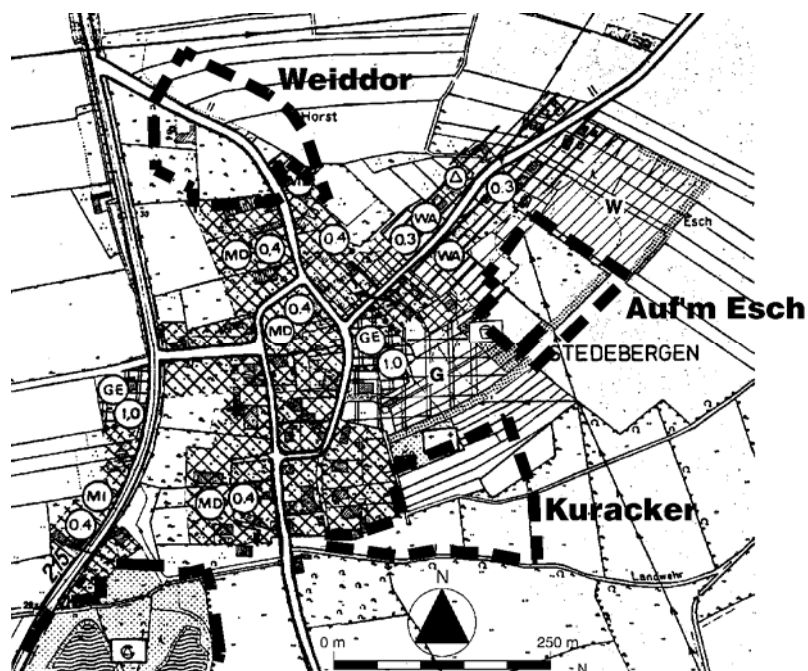 Weiddor
Horst
0.3
W
Esch
0.4
WA
0.3
MD
0.4
WA
Auf'm Esch
0.4
MD
GE
STEDEBERGEN
1,0
G
GE
1,0
MI
MD
0.4
Kuracker
0.4
Landwehr
N
0 m
250 m
N